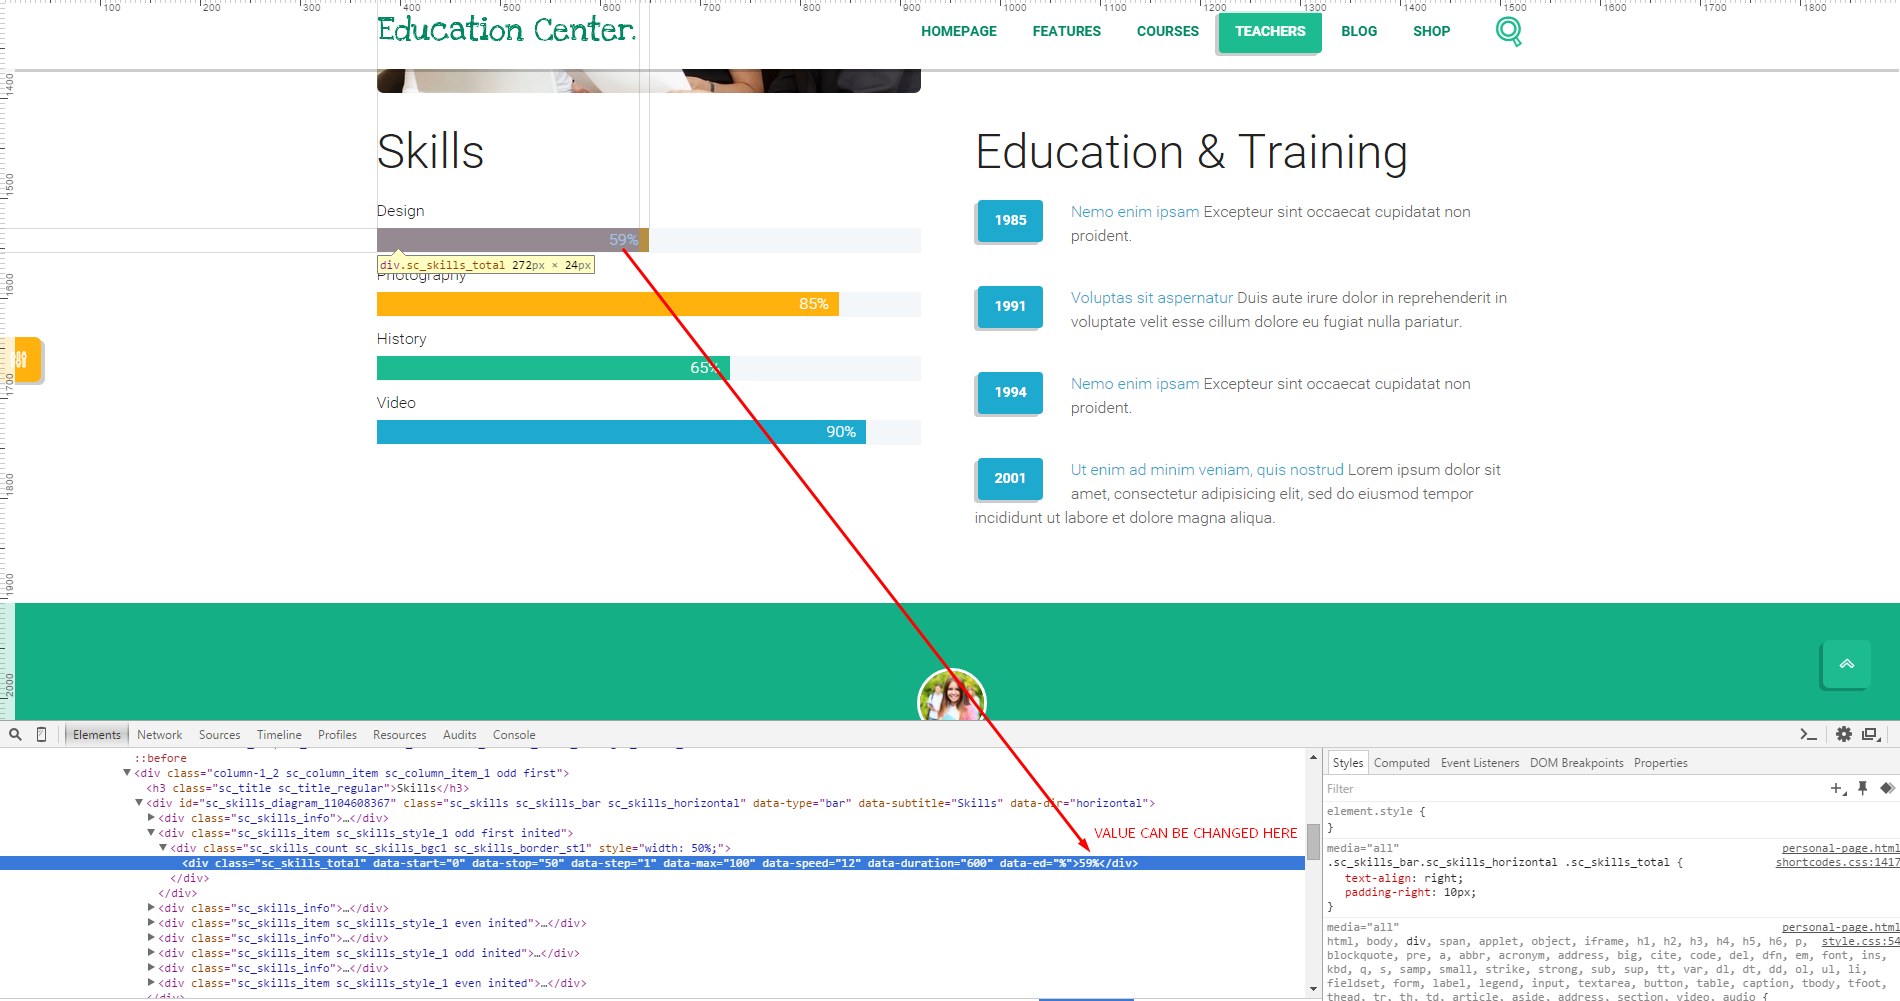 100 200 300 400 500 600 700 800 900 1000 1100 1200 1300 1400 1500 1600 1700 1800
Education Center.
HOMEPAGE FEATURES COURSES TEACHERS BLOG SHOP
1400
1500
1600
1700
1800
1900
2000
Skills
Design
59%
div.sc_skills_total 272px × 24px
Photography
85%
History
65%
Video
90%
Education & Training
1985
Nemo enim ipsam Excepteur sint occaecat cupidatat non
proident.
1991
Voluptas sit aspernatur Duis aute irure dolor in reprehenderit in
voluptate velit esse cillum dolore eu fugiat nulla pariatur.
1994
Nemo enim ipsam Excepteur sint occaecat cupidatat non
proident.
2001
Ut enim ad minim veniam, quis nostrud Lorem ipsum dolor sit
amet, consectetur adipisicing elit, sed do eiusmod tempor
incididunt ut labore et dolore magna aliqua.
Elements Network Sources Timeline Profiles Resources Audits Console
::before
<div class="column-1_2 sc_column_item sc_column_item_1 odd first">
<h3 class="sc_title sc_title_regular">Skills</h3>
<div id="sc_skills_diagram_1104608367" class="sc_skills sc_skills_bar sc_skills_horizontal" data-type="bar" data-subtitle="Skills" data-dir="horizontal">
<div class="sc_skills_info">…</div>
<div class="sc_skills_item sc_skills_style_1 odd first inited">
<div class="sc_skills_count sc_skills_bgc1 sc_skills_border_st1" style="width: 50%;">
<div class="sc_skills_total" data-start="0" data-stop="50" data-step="1" data-max="100" data-speed="12" data-duration="600" data-ed="%">59%</div>
</div>
</div>
<div class="sc_skills_info">…</div>
<div class="sc_skills_item sc_skills_style_1 even inited">…</div>
<div class="sc_skills_info">…</div>
<div class="sc_skills_item sc_skills_style_1 odd inited">…</div>
<div class="sc_skills_info">…</div>
<div class="sc_skills_item sc_skills_style_1 even inited">…</div>
</div>
VALUE CAN BE CHANGED HERE
Styles Computed Event Listeners DOM Breakpoints Properties
Filter
element.style {
}
media="all" personal-page.html
.sc_skills_bar.sc_skills_horizontal .sc_skills_total { shortcodes.css:1417
text-align: right;
padding-right: 10px;
}
media="all" personal-page.html
html, body, div, span, applet, object, iframe, h1, h2, h3, h4, h5, h6, p, style.css:54
blockquote, pre, a, abbr, acronym, address, big, cite, code, del, dfn, em, font, ins,
kbd, q, s, samp, small, strike, strong, sub, sup, tt, var, dl, dt, dd, ol, ul, li,
fieldset, form, label, legend, input, textarea, button, table, caption, tbody, tfoot,
thead, tr, th, td, article, aside, address, section, video, audio {